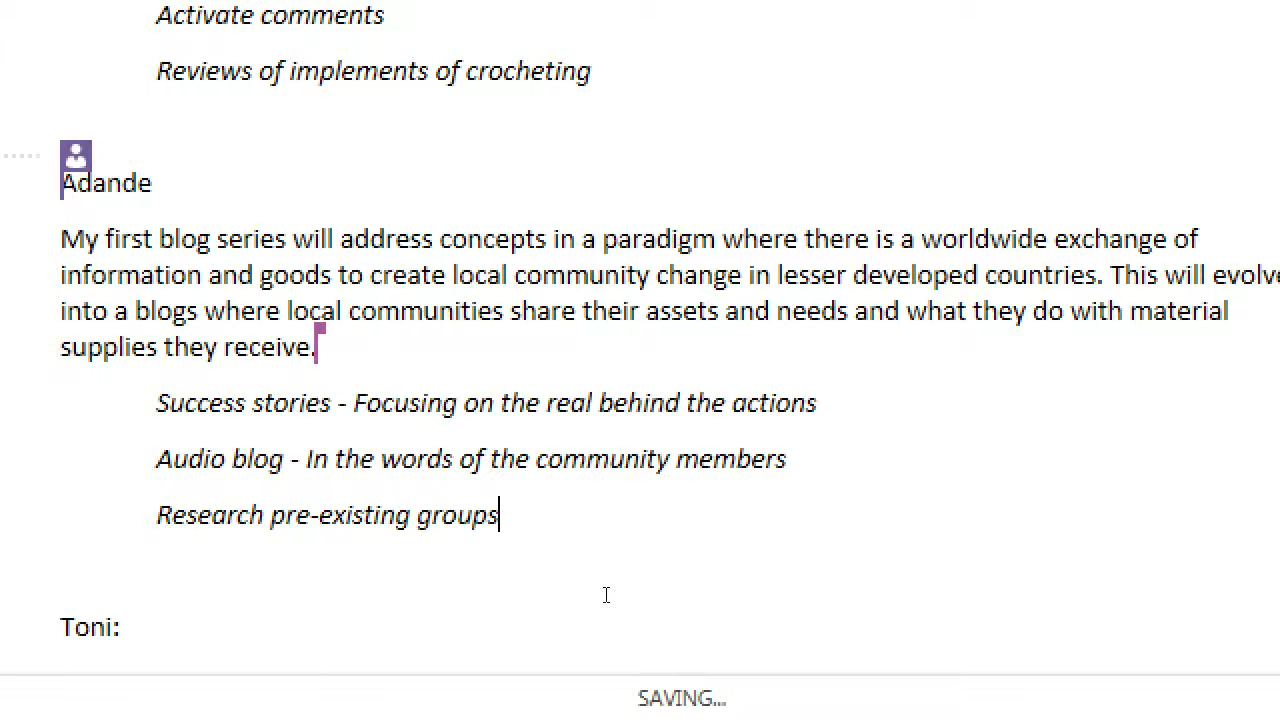 Activate comments
Reviews of implements of crocheting
Adande
My first blog series will address concepts in a paradigm where there is a worldwide exchange of
information and goods to create local community change in lesser developed countries. This will evolve
into a blogs where local communities share their assets and needs and what they do with material
supplies they receive.
Success stories - Focusing on the real behind the actions
Audio blog - In the words of the community members
Research pre-existing groups
Toni:
SAVING...